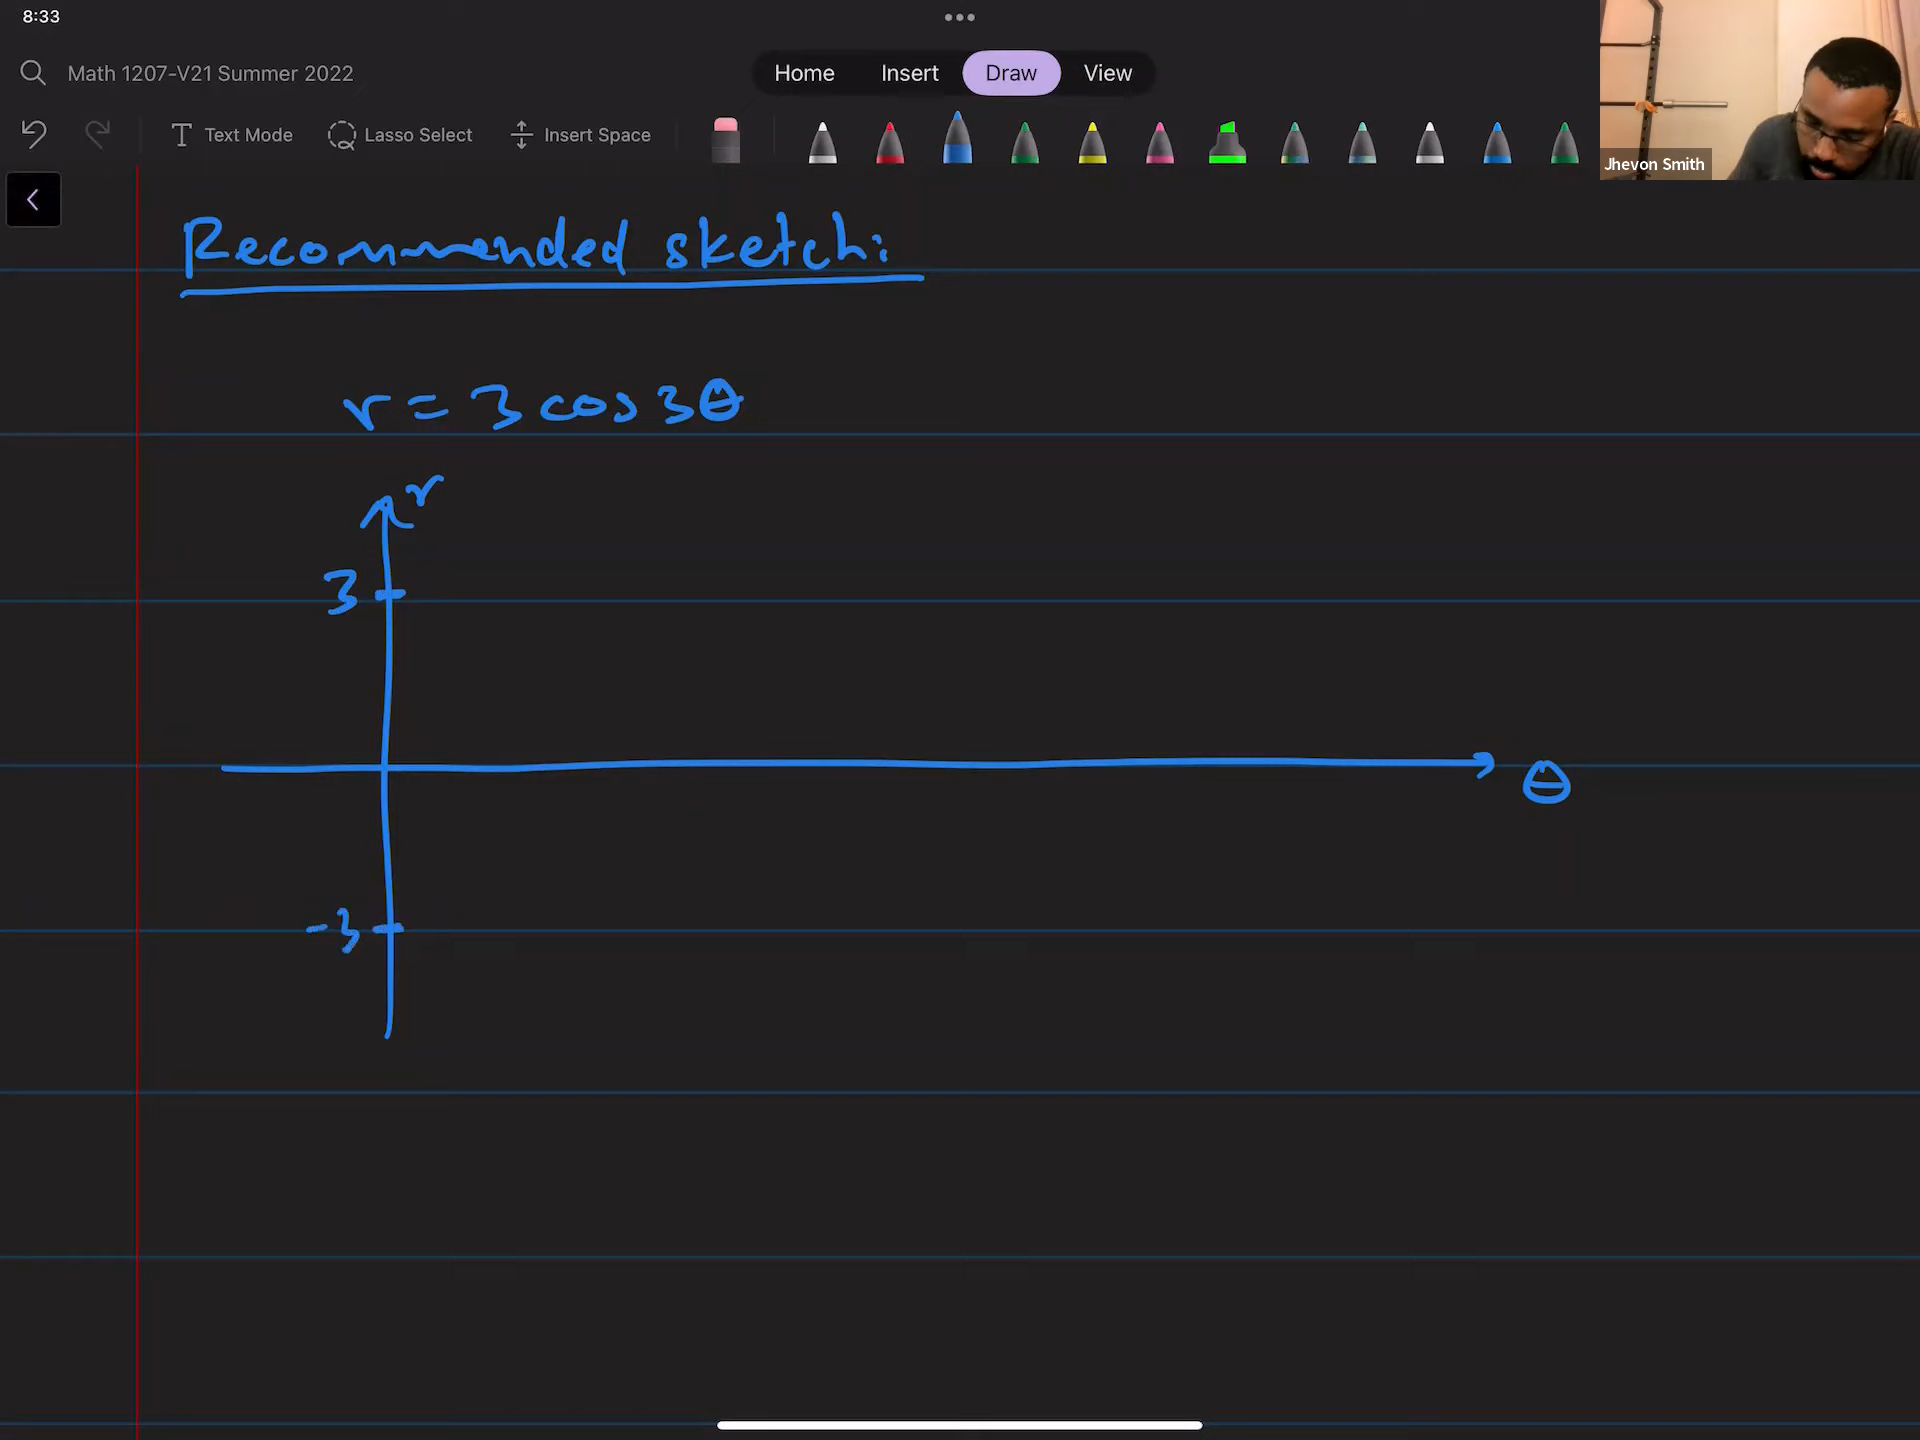 8:33
Math 1207-V21 Summer 2022
Home Insert Draw View
Text Mode Lasso Select Insert Space
Jhevon Smith
Recommended sketch:
r = 3 cos 3θ
r
3
θ
-3